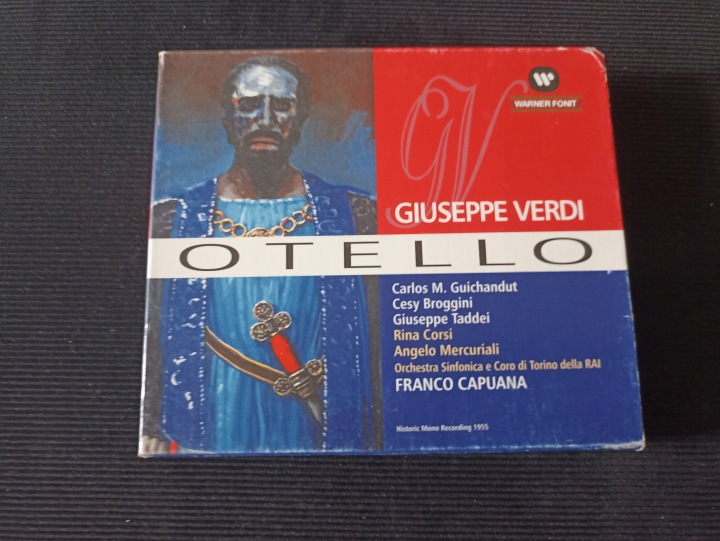 GV
WARNER FONIT
GIUSEPPE VERDI
OTELLO
Carlos M. Guichandut
Cesy Broggini
Giuseppe Taddei
Rina Corsi
Angelo Mercuriali
Orchestra Sinfonica e Coro di Torino della RAI
FRANCO CAPUANA
Historic Mono Recording 1955